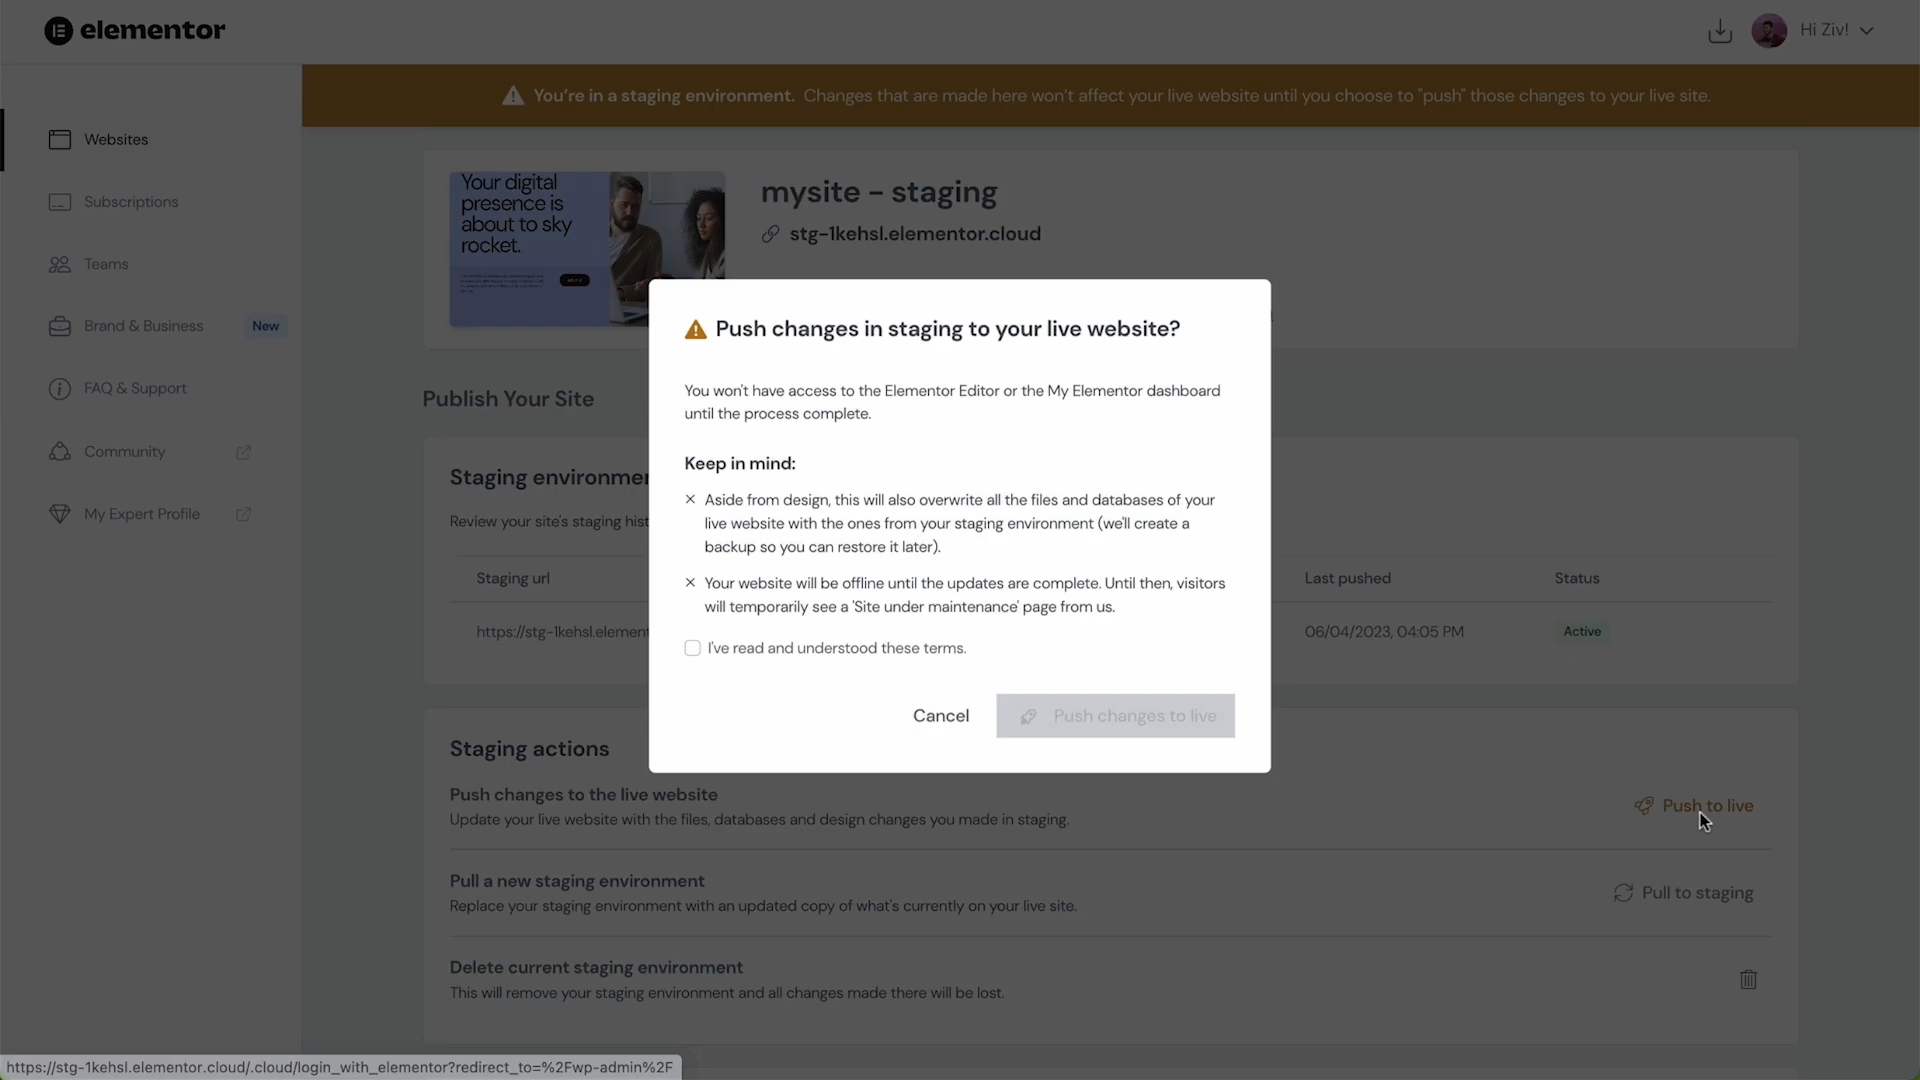 elementor
Hi Ziv!
You're in a staging environment. Changes that are made here won't affect your live website until you choose to "push" those changes to your live site.
Websites
Subscriptions
Teams
Brand & Business New
FAQ & Support
Community
My Expert Profile
Your digital
presence is
about to sky
rocket.
mysite - staging
stg-1kehsl.elementor.cloud
Publish Your Site
Staging environmen
Review your site's staging hist
Staging url
Last pushed
Status
https://stg-1kehsl.element
06/04/2023, 04:05 PM
Active
Push changes in staging to your live website?
You won't have access to the Elementor Editor or the My Elementor dashboard
until the process complete.
Keep in mind:
Aside from design, this will also overwrite all the files and databases of your
live website with the ones from your staging environment (we'll create a
backup so you can restore it later).
Your website will be offline until the updates are complete. Until then, visitors
will temporarily see a 'Site under maintenance' page from us.
I've read and understood these terms.
Cancel
Push changes to live
Staging actions
Push changes to the live website
Update your live website with the files, databases and design changes you made in staging.
Push to live
Pull a new staging environment
Replace your staging environment with an updated copy of what's currently on your live site.
Pull to staging
Delete current staging environment
This will remove your staging environment and all changes made there will be lost.
https://stg-1kehsl.elementor.cloud/.cloud/login_with_elementor?redirect_to=%2Fwp-admin%2F